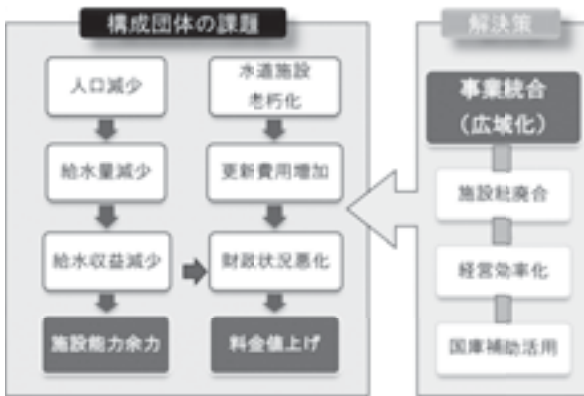 構成団体の課題
人口減少
給水量減少
給水収益減少
施設能力余力
水道施設
老朽化
更新費用増加
財政状況悪化
料金値上げ
解決策
事業統合
（広域化）
施設統廃合
経営効率化
国庫補助活用